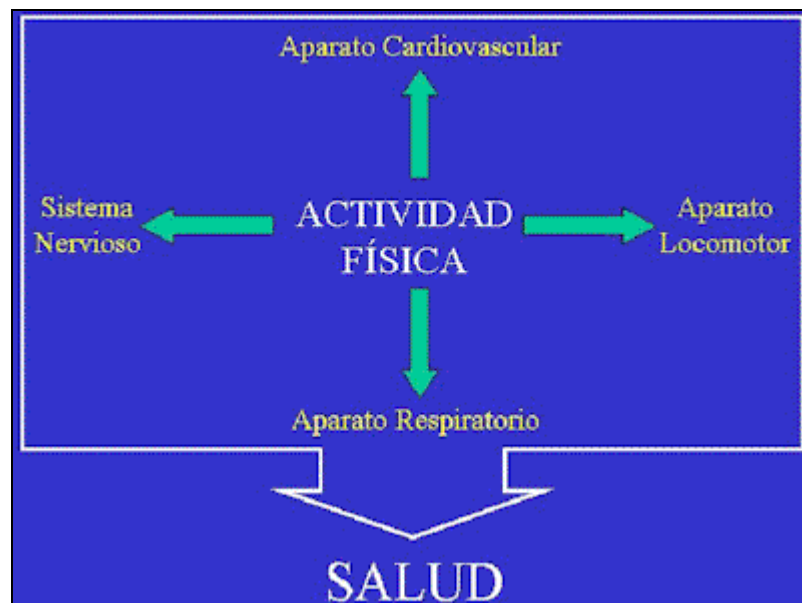 Aparato Cardiovascular
Sistema
Nervioso
ACTIVIDAD
FÍSICA
Aparato
Locomotor
Aparato Respiratorio
SALUD